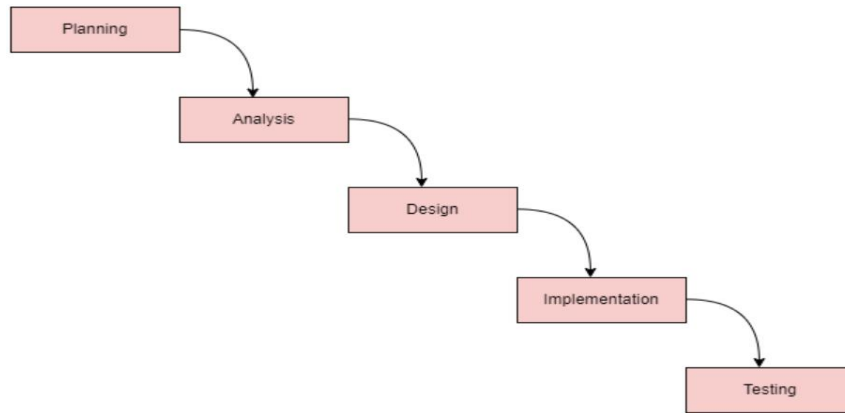 Planning
Analysis
Design
Implementation
Testing